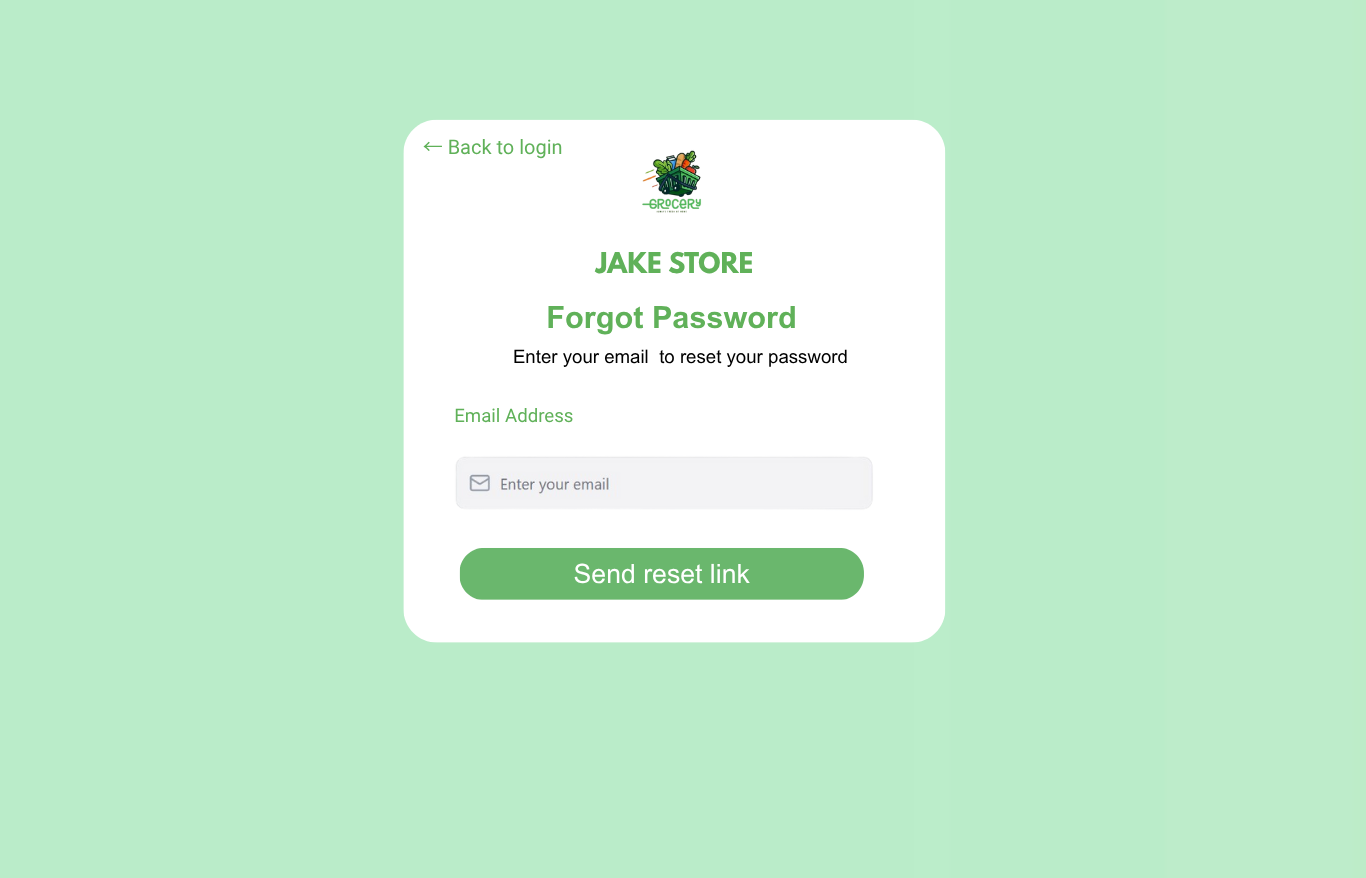 ← Back to login
GROCERY
JAKE STORE
Forgot Password
Enter your email  to reset your password
Email Address
Enter your email
Send reset link